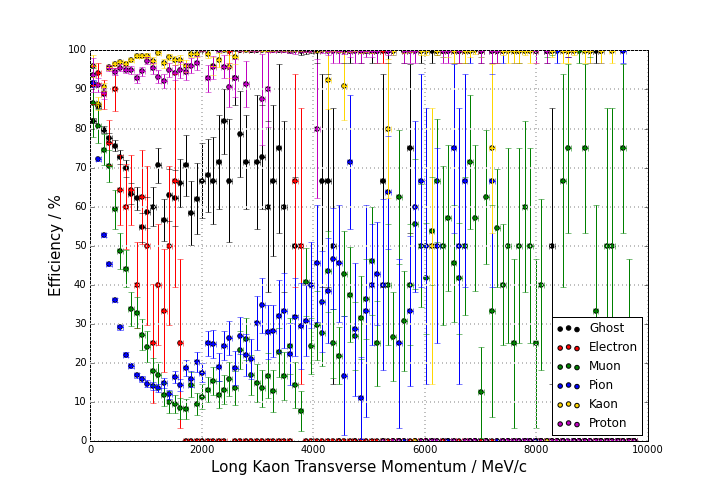 100
90
80
70
60
50
40
30
20
10
0
Efficiency / %
0 2000 4000 6000 8000 10000
Long Kaon Transverse Momentum / MeV/c
Ghost
Electron
Muon
Pion
Kaon
Proton